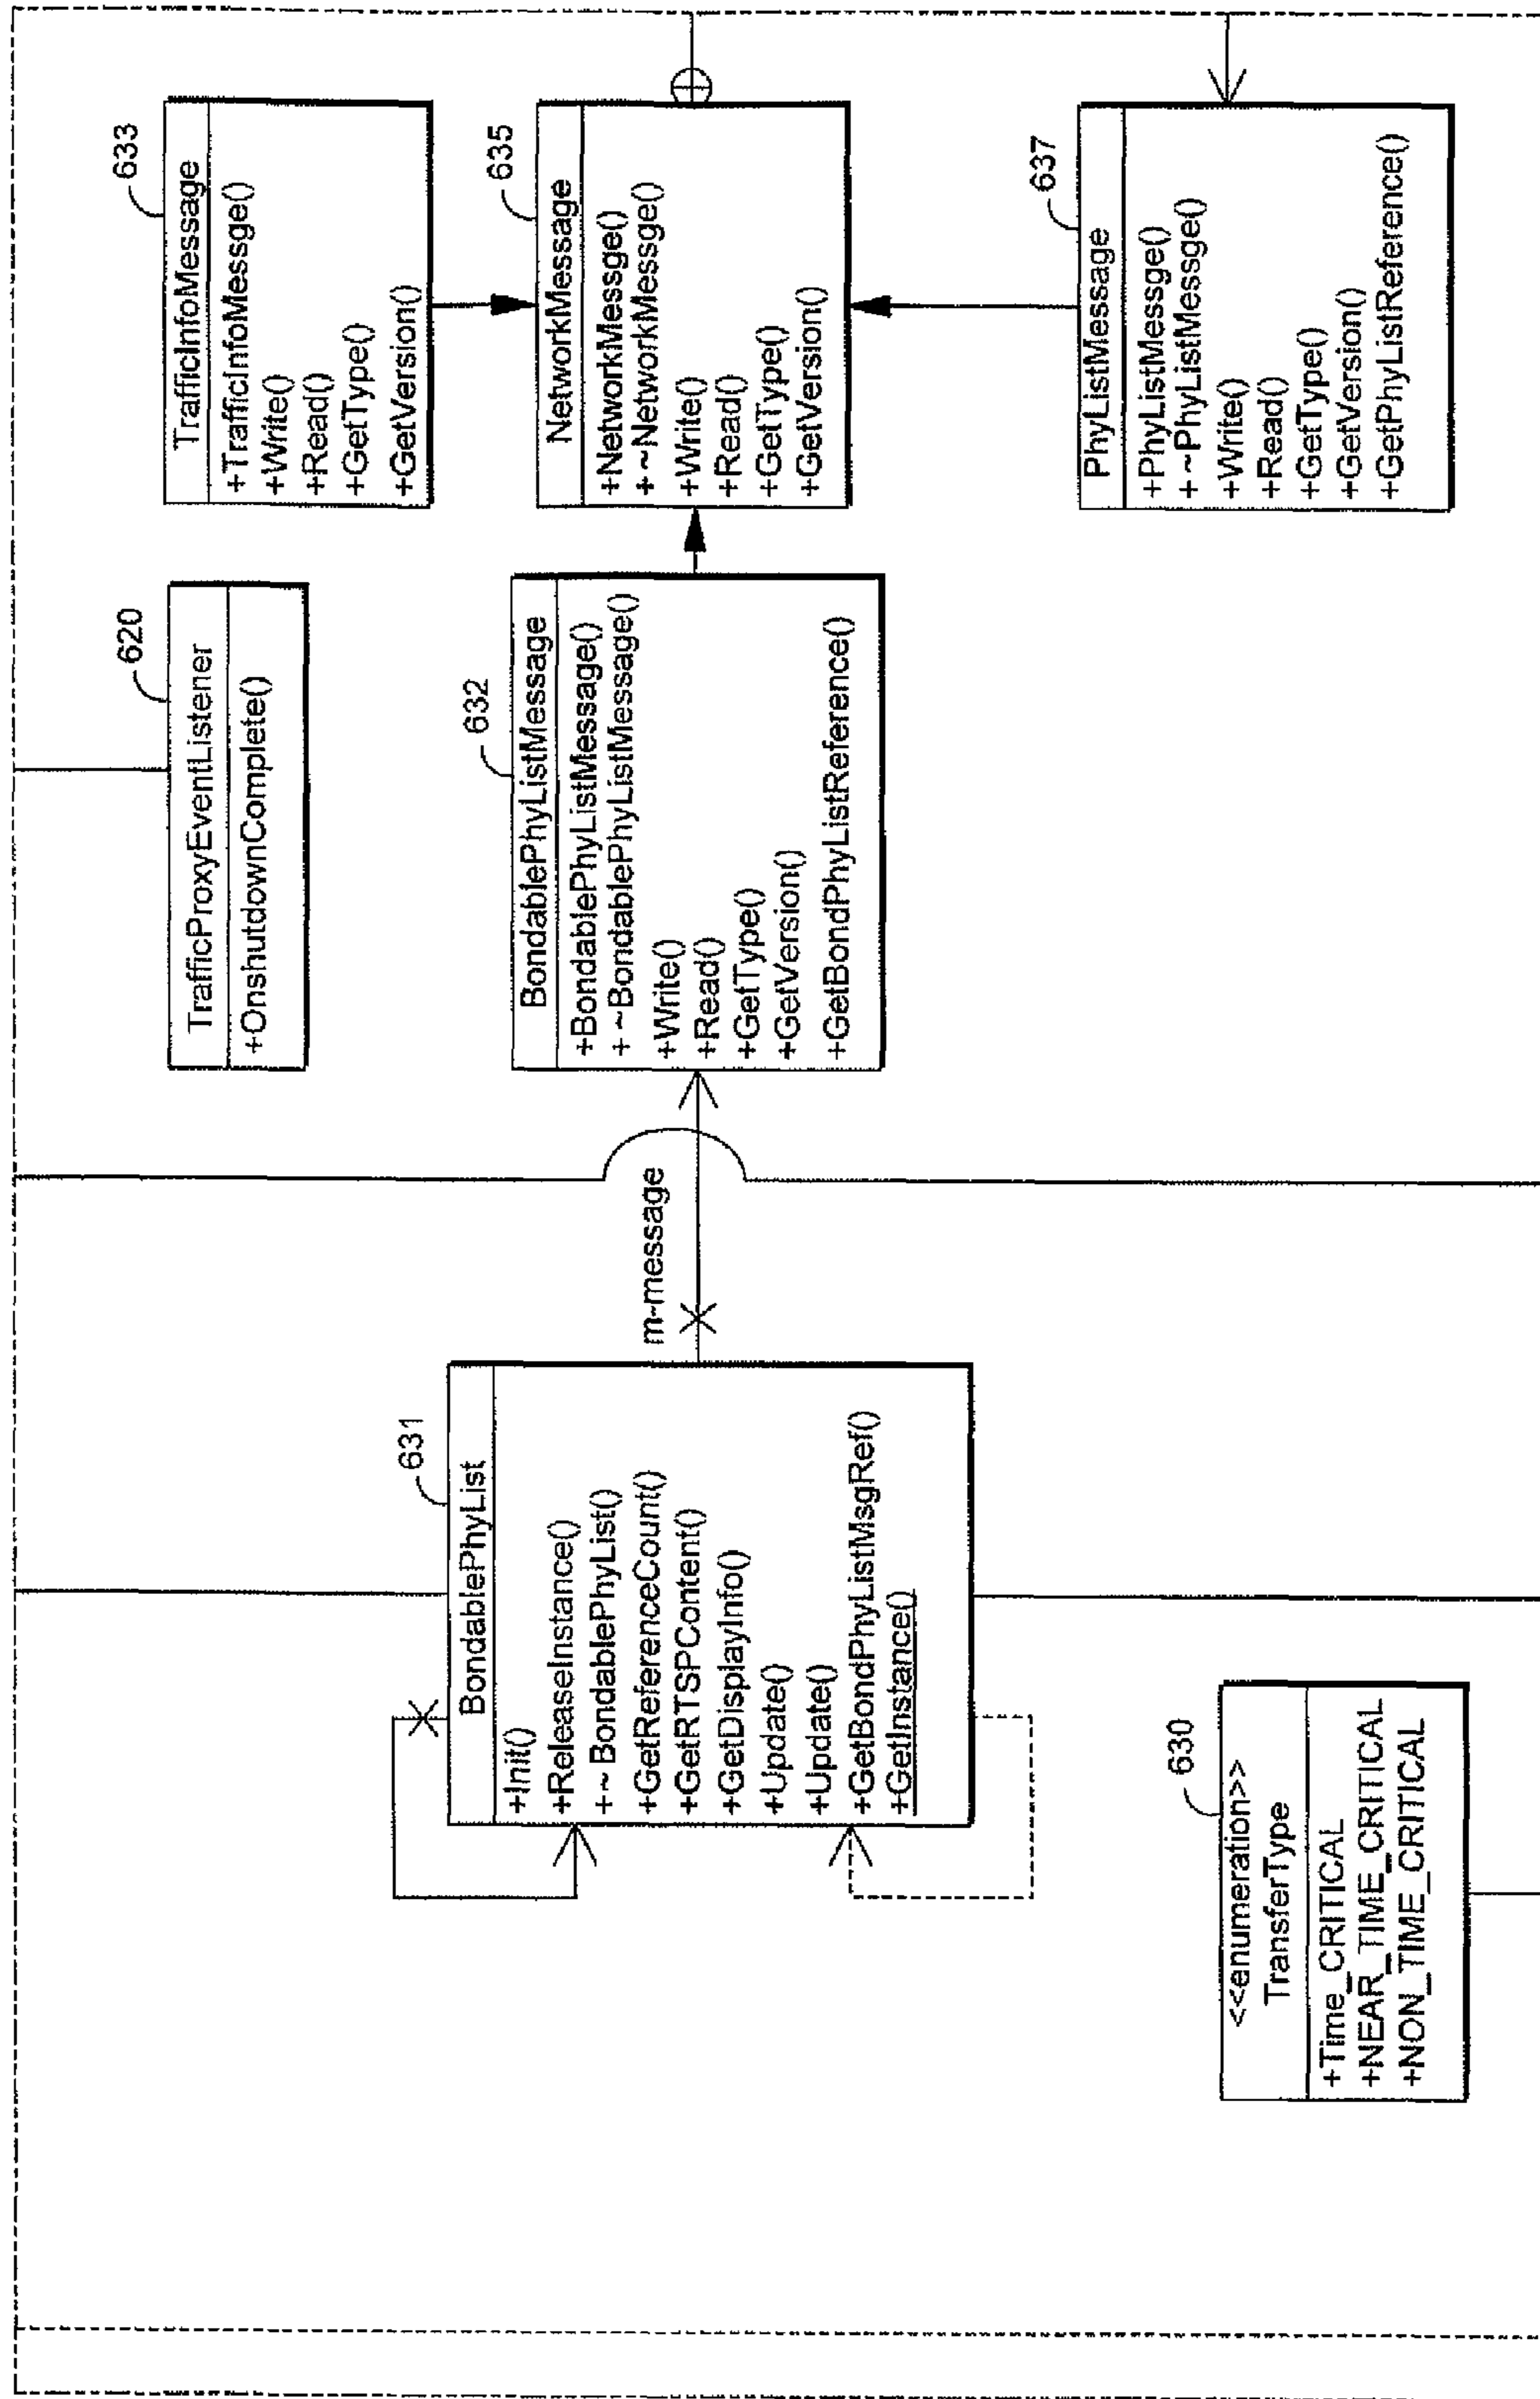 620
TrafficProxyEventListener
+OnshutdownComplete()
633
TrafficInfoMessage
+TrafficInfoMessge()
+Write()
+Read()
+GetType()
+GetVersion()
631
BondablePhyList
+Init()
+ReleaseInstance()
+~BondablePhyList()
+GetReferenceCount()
+GetRTSPContent()
+GetDisplayInfo()
+Update()
+Update()
+GetBondPhyListMsgRef()
+GetInstance()
m-message
632
BondablePhyListMessage
+BondablePhyListMessage()
+~BondablePhyListMessage()
+Write()
+Read()
+GetType()
+GetVersion()
+GetBondPhyListReference()
635
NetworkMessage
+NetworkMessge()
+~NetworkMessge()
+Write()
+Read()
+GetType()
+GetVersion()
630
<<enumeration>>
TransferType
+Time_CRITICAL
+NEAR_TIME_CRITICAL
+NON_TIME_CRITICAL
637
PhyListMessage
+PhyListMessge()
+~PhyListMessge()
+Write()
+Read()
+GetType()
+GetVersion()
+GetPhyListReference()